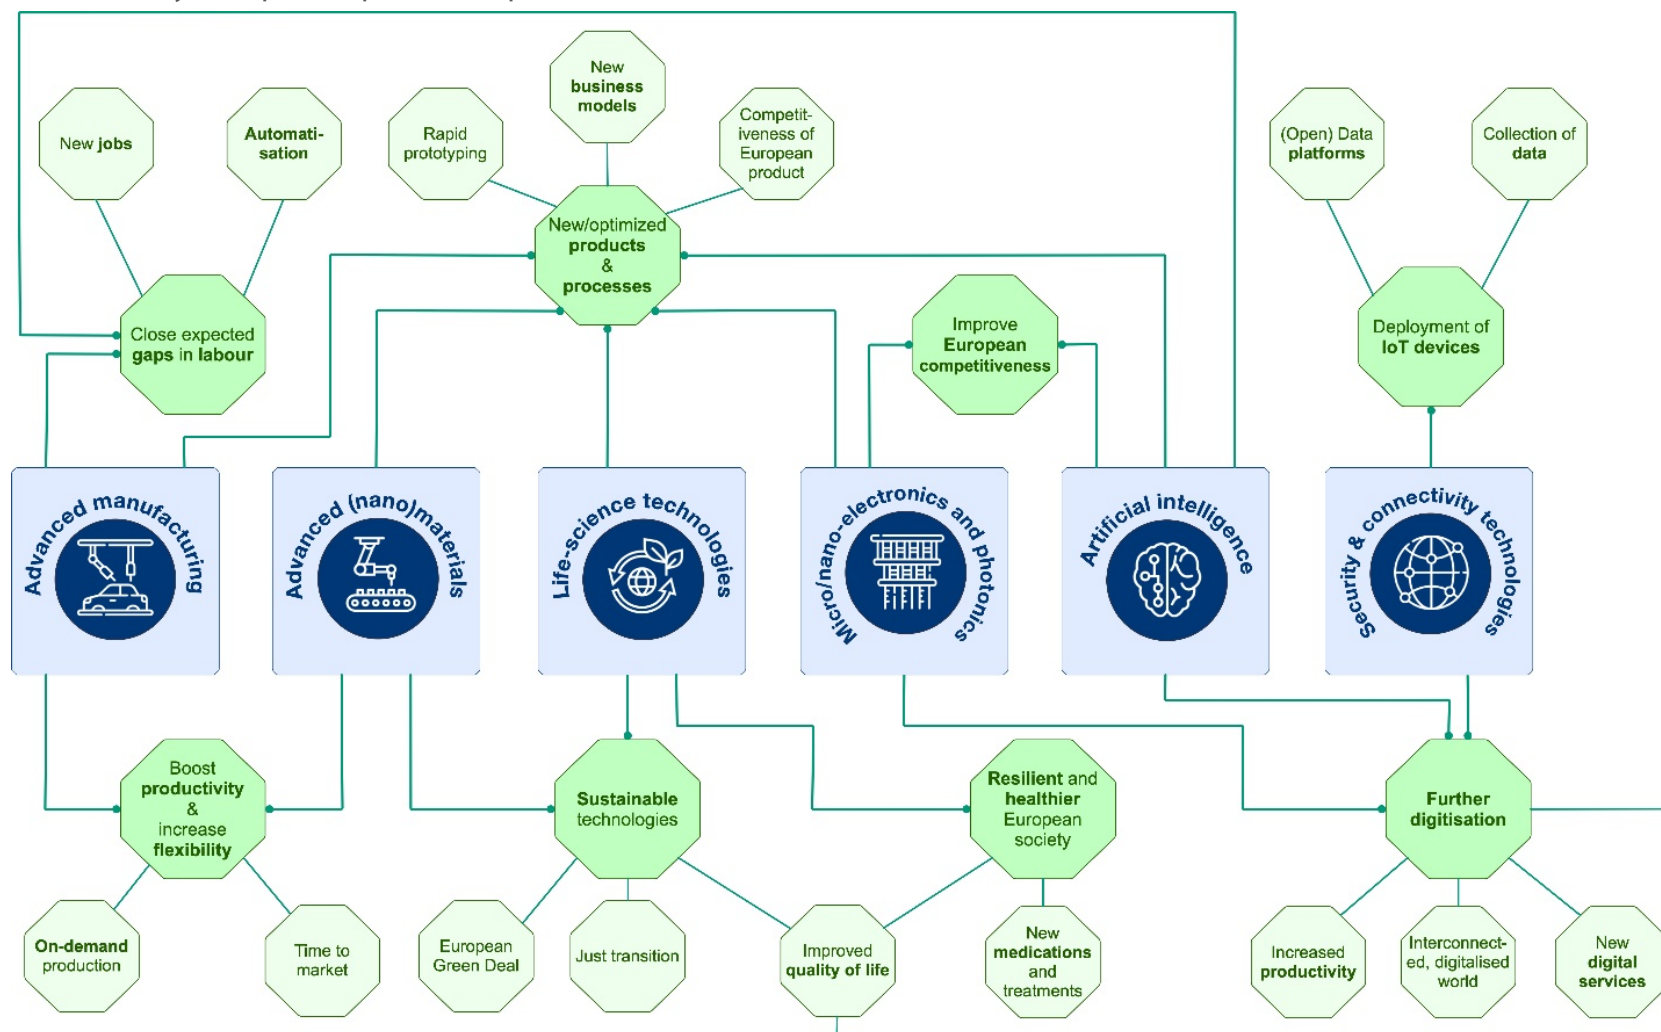 New
business
models
New jobs
Automati-
sation
Rapid
prototyping
Competit-
iveness of
European
product
(Open) Data
platforms
Collection of
data
New/optimized
products
&
processes
Close expected
gaps in labour
Improve
European
competitiveness
Deployment of
IoT devices
Advanced manufacturing
Advanced (nano)materials
Life-science technologies
Micro/nano-electronics and photonics
Artificial intelligence
Security & connectivity technologies
Boost
productivity
&
increase
flexibility
Sustainable
technologies
Resilient and
healthier
European
society
Further
digitisation
On-demand
production
Time to
market
European
Green Deal
Just transition
Improved
quality of life
New
medications
and
treatments
Increased
productivity
Interconnect-
ed, digitalised
world
New
digital
services